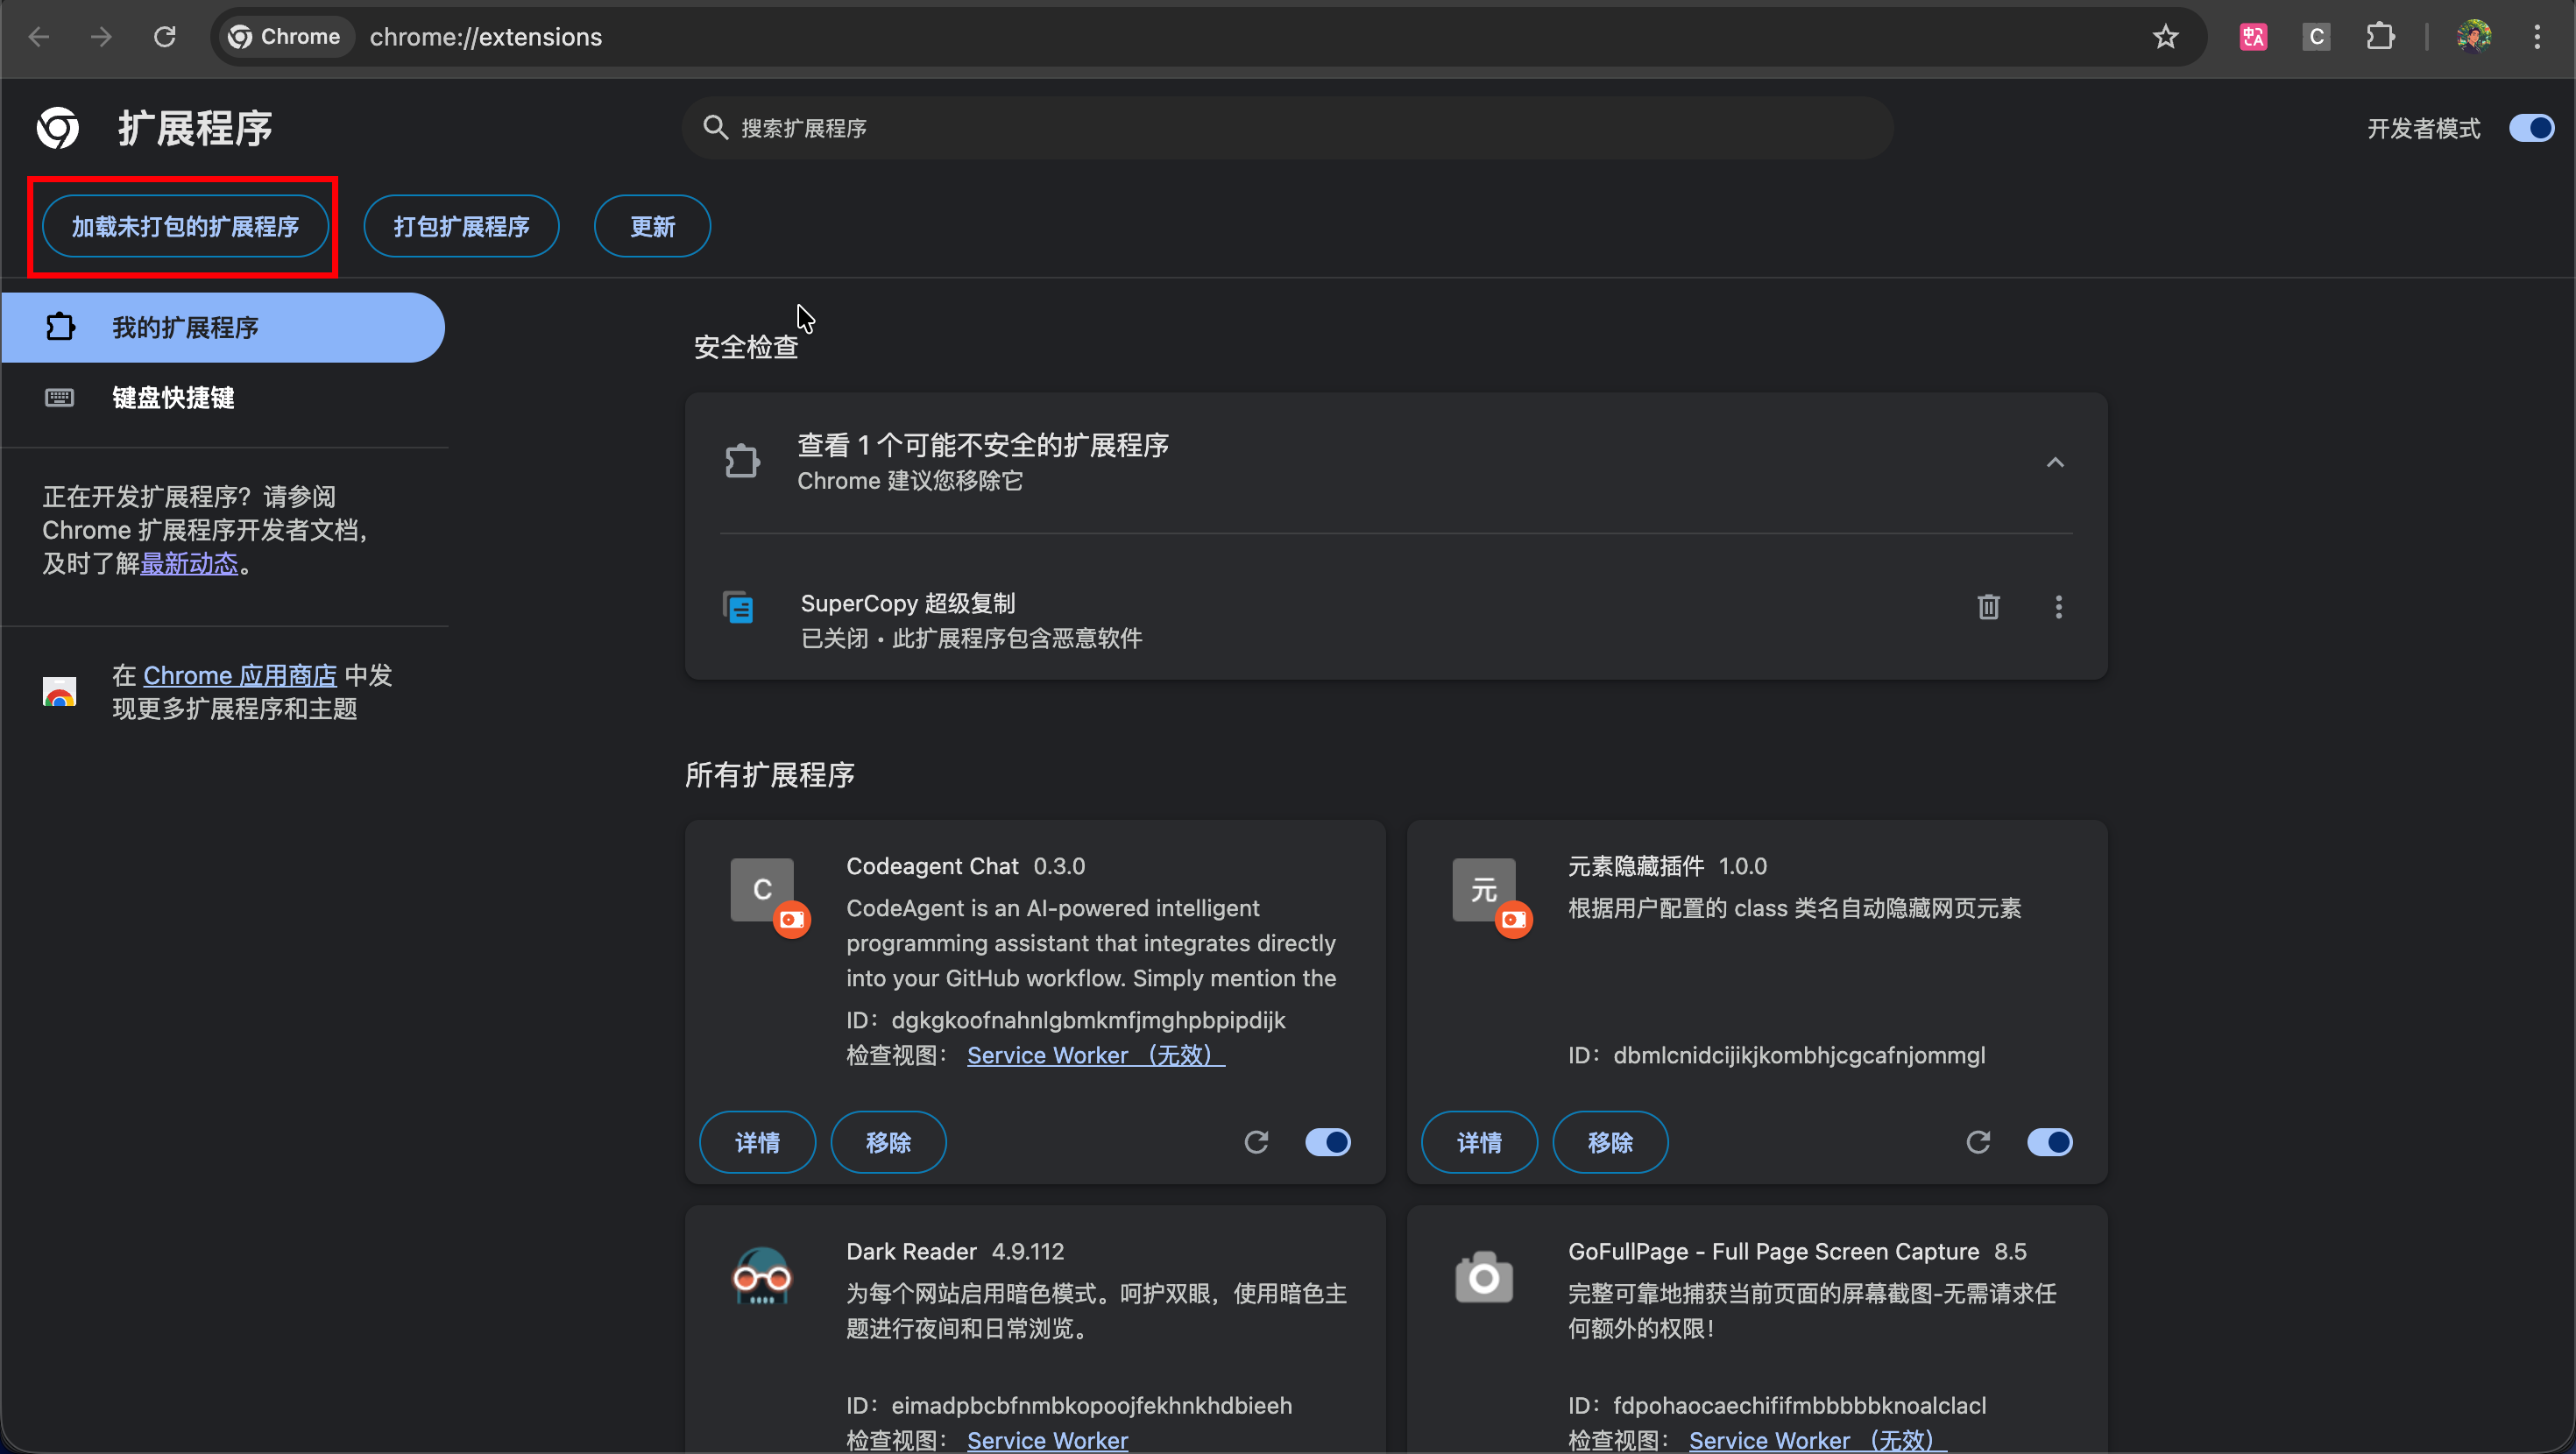 Chrome chrome://extensions
扩展程序
搜索扩展程序
开发者模式
加载未打包的扩展程序
打包扩展程序
更新
我的扩展程序
键盘快捷键
正在开发扩展程序？请参阅
Chrome 扩展程序开发者文档，
及时了解最新动态。
在 Chrome 应用商店 中发
现更多扩展程序和主题
安全检查
查看 1 个可能不安全的扩展程序
Chrome 建议您移除它
SuperCopy 超级复制
已关闭 • 此扩展程序包含恶意软件
所有扩展程序
C
Codeagent Chat 0.3.0
CodeAgent is an AI-powered intelligent
programming assistant that integrates directly
into your GitHub workflow. Simply mention the
ID：dgkgkoofnahnlgbmkmfjmghpbpipdijk
检查视图： Service Worker （无效）
详情
移除
元
元素隐藏插件 1.0.0
根据用户配置的 class 类名自动隐藏网页元素
ID：dbmlcnidcijikjkombhjcgcafnjommgl
详情
移除
Dark Reader 4.9.112
为每个网站启用暗色模式。呵护双眼，使用暗色主
题进行夜间和日常浏览。
ID：eimadpbcbfnmbkopoojfekhnkhdbieeh
检查视图： Service Worker
GoFullPage - Full Page Screen Capture 8.5
完整可靠地捕获当前页面的屏幕截图-无需请求任
何额外的权限！
ID：fdpohaocaechififmbbbbbknoalclacl
检查视图： Service Worker （无效）